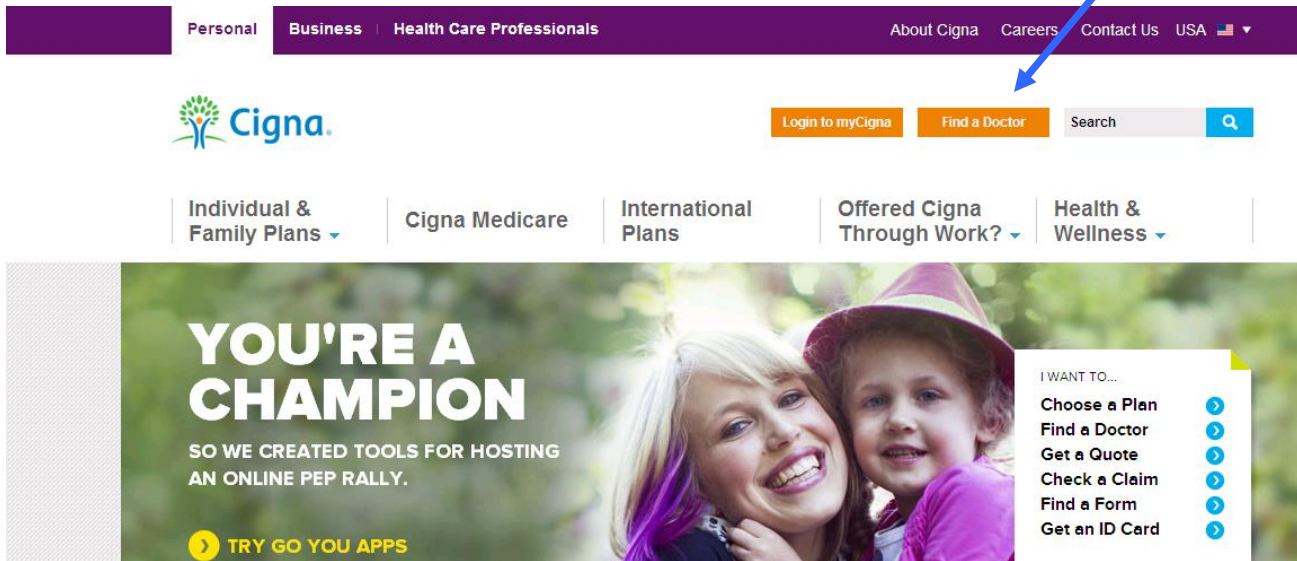 Personal Business Health Care Professionals About Cigna Careers Contact Us USA
Cigna.
Login to myCigna Find a Doctor Search
Individual &
Family Plans
Cigna Medicare
International
Plans
Offered Cigna
Through Work?
Health &
Wellness
YOU'RE A
CHAMPION
SO WE CREATED TOOLS FOR HOSTING
AN ONLINE PEP RALLY.
TRY GO YOU APPS
I WANT TO...
Choose a Plan
Find a Doctor
Get a Quote
Check a Claim
Find a Form
Get an ID Card